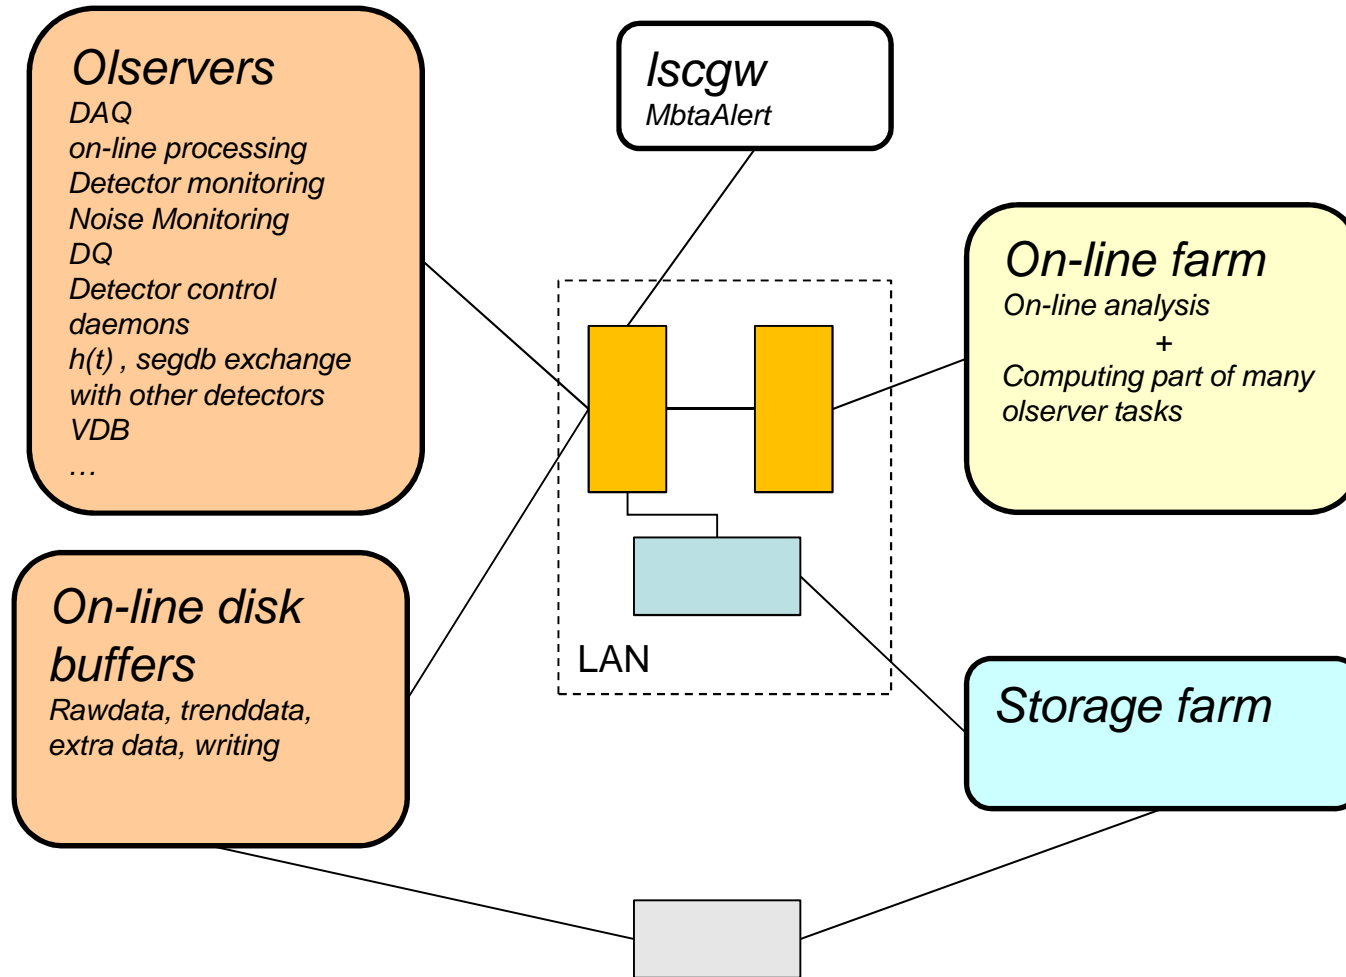 Olservers
DAQ
on-line processing
Detector monitoring
Noise Monitoring
DQ
Detector control
daemons
h(t) , segdb exchange
with other detectors
VDB
…
lscgw
MbtaAlert
On-line farm
On-line analysis
+
Computing part of many
olserver tasks
On-line disk
buffers
Rawdata, trenddata,
extra data, writing
LAN
Storage farm